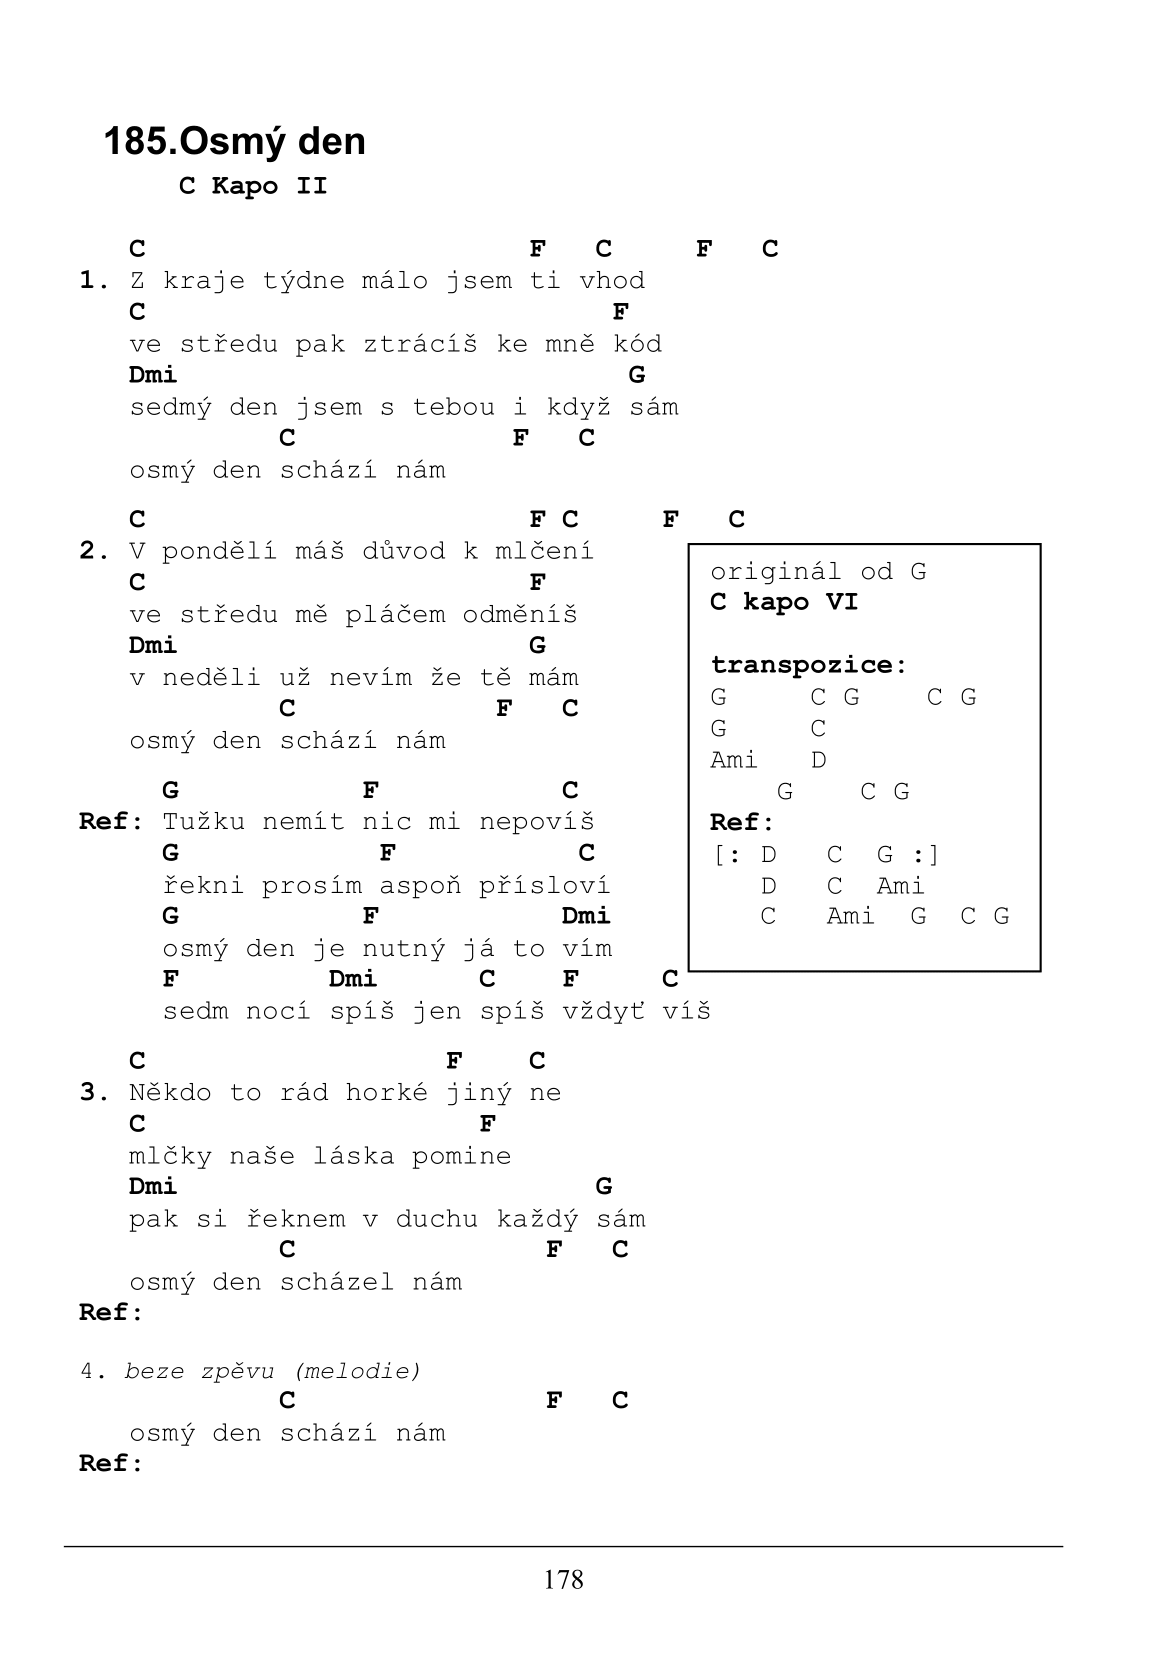 185.Osmý den
C Kapo II
C F C F C
1. Z kraje týdne málo jsem ti vhod
C F
ve středu pak ztrácíš ke mně kód
Dmi G
sedmý den jsem s tebou i když sám
C F C
osmý den schází nám
C F C F C
2. V pondělí máš důvod k mlčení
C F
ve středu mě pláčem odměníš
Dmi G
v neděli už nevím že tě mám
C F C
osmý den schází nám
G F C
Ref: Tužku nemít nic mi nepovíš
G F C
řekni prosím aspoň přísloví
G F Dmi
osmý den je nutný já to vím
F Dmi C F C
sedm nocí spíš jen spíš vždyť víš
originál od G
C kapo VI
transpozice:
G C G C G
G C
Ami D
G C G
Ref:
[: D C G :]
D C Ami
C Ami G C G
C F C
3. Někdo to rád horké jiný ne
C F
mlčky naše láska pomine
Dmi G
pak si řeknem v duchu každý sám
C F C
osmý den scházel nám
Ref:
4. beze zpěvu (melodie)
C F C
osmý den schází nám
Ref:
178